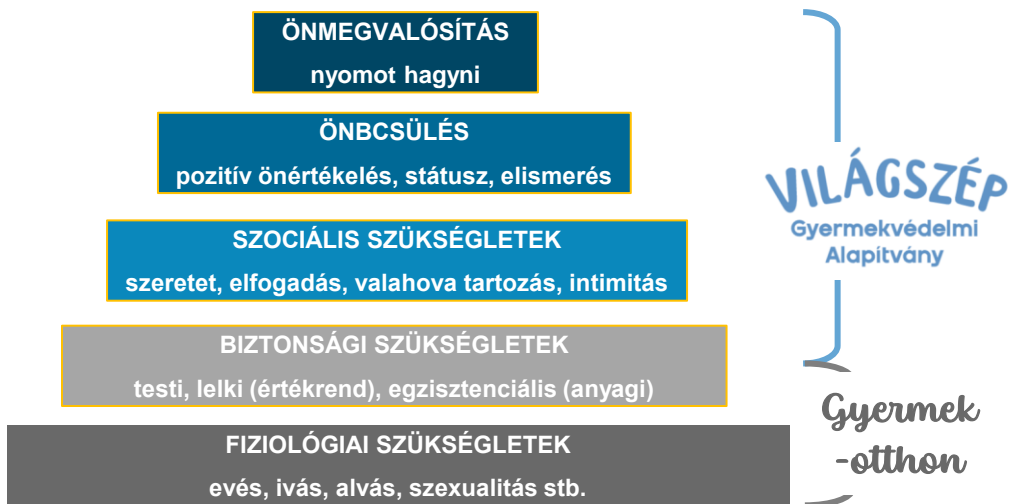 ÖNMEGVALÓSÍTÁS
nyomot hagyni
ÖNBCSÜLÉS
pozitív önértékelés, státusz, elismerés
SZOCIÁLIS SZÜKSÉGLETEK
szeretet, elfogadás, valahova tartozás, intimitás
BIZTONSÁGI SZÜKSÉGLETEK
testi, lelki (értékrend), egzisztenciális (anyagi)
FIZIOLÓGIAI SZÜKSÉGLETEK
evés, ivás, alvás, szexualitás stb.
VILÁGSZÉP
Gyermekvédelmi
Alapítvány
Gyermek
-otthon